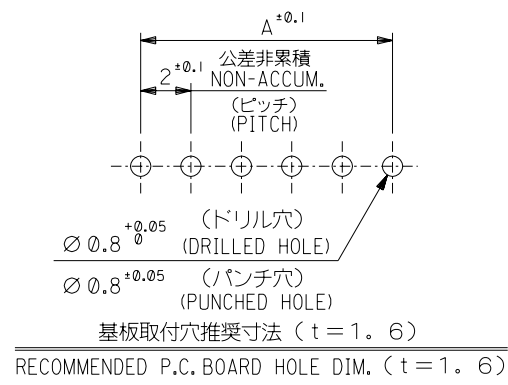 A ±0.1
2 ±0.1 公差非累積
NON-ACCUM.
(ピッチ)
(PITCH)
Ø0.8 +0.05 0 (ドリル穴)
(DRILLED HOLE)
Ø0.8 ±0.05 (パンチ穴)
(PUNCHED HOLE)
基板取付穴推奨寸法(t=1。6)
RECOMMENDED P.C.BOARD HOLE DIM.(t=1。6)